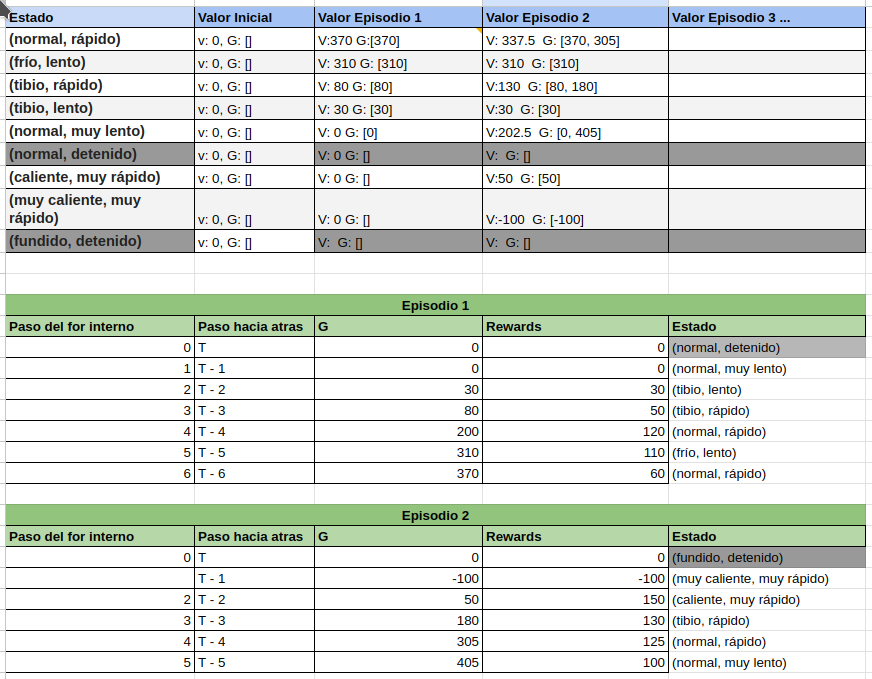 Estado Valor Inicial Valor Episodio 1 Valor Episodio 2 Valor Episodio 3 ...
(normal, rápido) v: 0, G: [] V:370 G:[370] V: 337.5 G: [370, 305]
(frío, lento) v: 0, G: [] V: 310 G: [310] V: 310 G: [310]
(tibio, rápido) v: 0, G: [] V: 80 G: [80] V:130 G: [80, 180]
(tibio, lento) v: 0, G: [] V: 30 G: [30] V:30 G: [30]
(normal, muy lento) v: 0, G: [] V: 0 G: [0] V:202.5 G: [0, 405]
(normal, detenido) v: 0, G: [] V: 0 G: [] V: G: []
(caliente, muy rápido) v: 0, G: [] V: 0 G: [] V:50 G: [50]
(muy caliente, muy
rápido) v: 0, G: [] V: 0 G: [] V:-100 G: [-100]
(fundido, detenido) v: 0, G: [] V: G: [] V: G: []
Episodio 1
Paso del for interno Paso hacia atras G Rewards Estado
0 T 0 0 (normal, detenido)
1 T - 1 0 0 (normal, muy lento)
2 T - 2 30 30 (tibio, lento)
3 T - 3 80 50 (tibio, rápido)
4 T - 4 200 120 (normal, rápido)
5 T - 5 310 110 (frío, lento)
6 T - 6 370 60 (normal, rápido)
Episodio 2
Paso del for interno Paso hacia atras G Rewards Estado
0 T 0 0 (fundido, detenido)
T - 1 -100 -100 (muy caliente, muy rápido)
2 T - 2 50 150 (caliente, muy rápido)
3 T - 3 180 130 (tibio, rápido)
4 T - 4 305 125 (normal, rápido)
5 T - 5 405 100 (normal, muy lento)